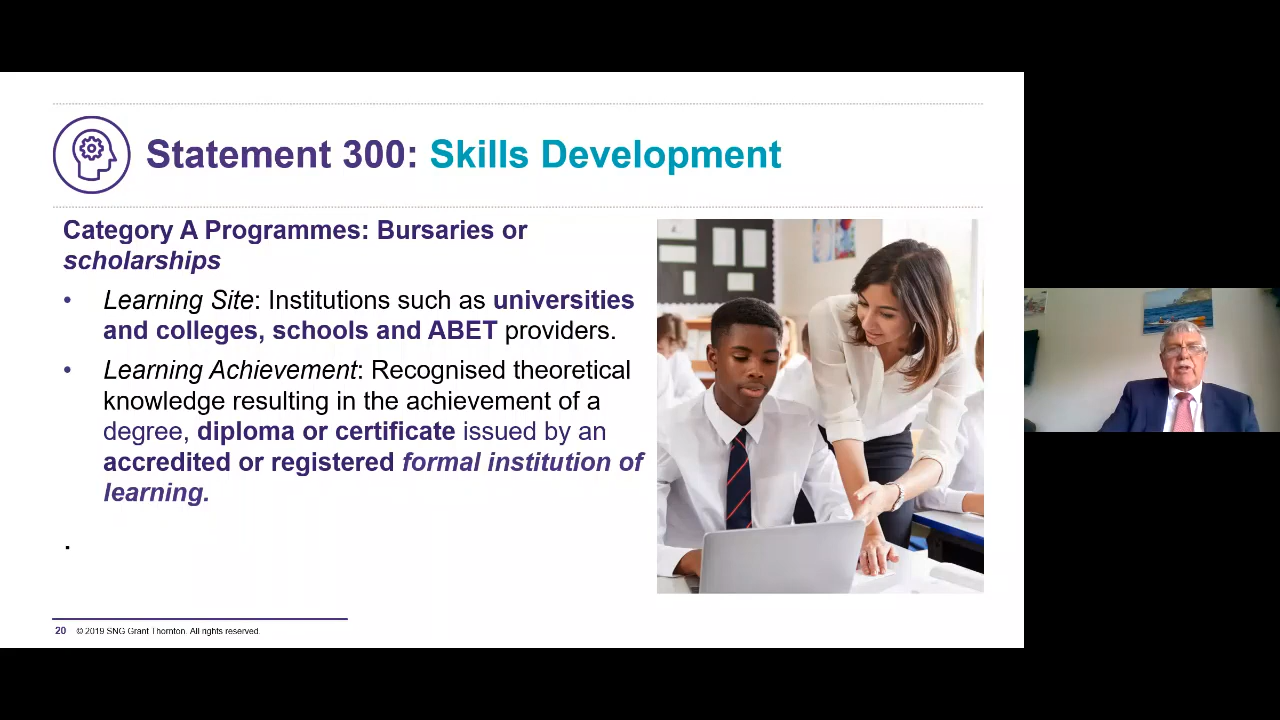 Statement 300: Skills Development
Category A Programmes: Bursaries or
scholarships
• Learning Site: Institutions such as universities
and colleges, schools and ABET providers.
• Learning Achievement: Recognised theoretical
knowledge resulting in the achievement of a
degree, diploma or certificate issued by an
accredited or registered formal institution of
learning.
.
20 © 2019 SNG Grant Thornton. All rights reserved.